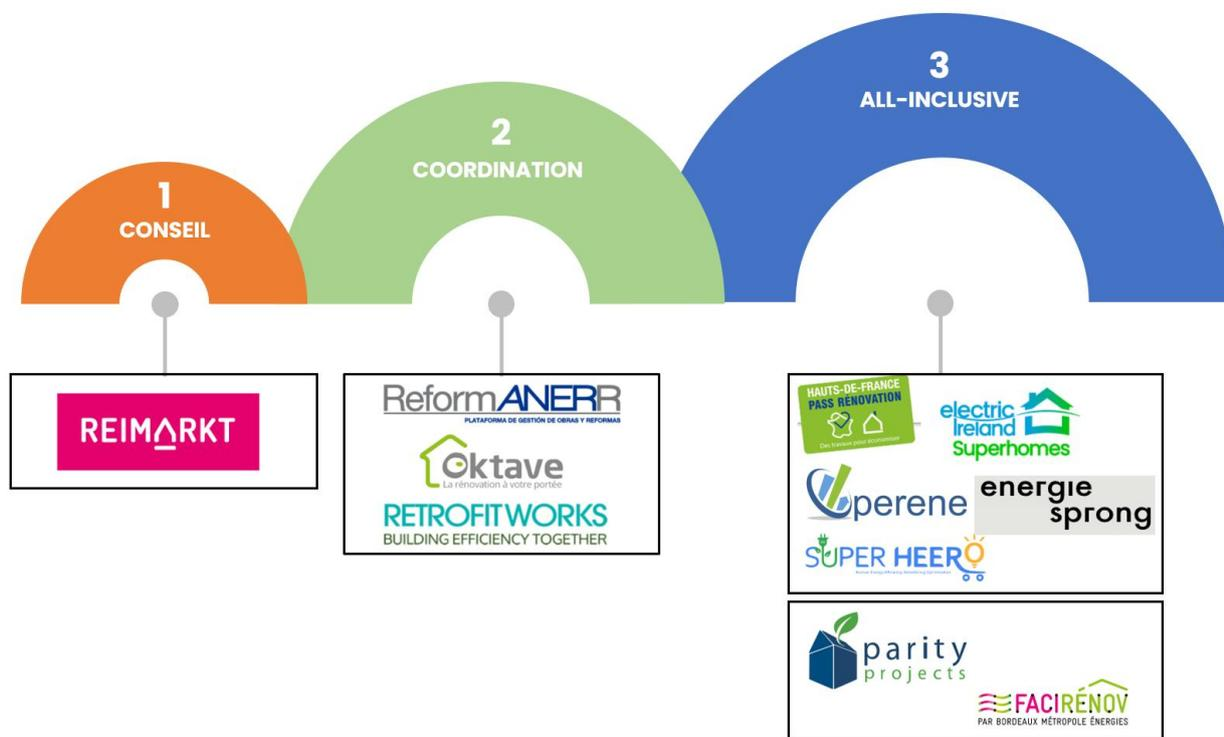 1
CONSEIL
2
COORDINATION
3
ALL-INCLUSIVE
REIMARKT
ReformANERR
PLATAFORMA DE GESTIÓN DE OBRAS Y REFORMAS
Oktave
La rénovation à votre portée
RETROFITWORKS
BUILDING EFFICIENCY TOGETHER
HAUTS-DE-FRANCE
PASS RÉNOVATION
Des travaux pour économiser
electric
Ireland
Superhomes
perene
energie
sprong
SUPER HEERO
parity
projects
FACIRÉNOV
PAR BORDEAUX MÉTROPOLE ÉNERGIES